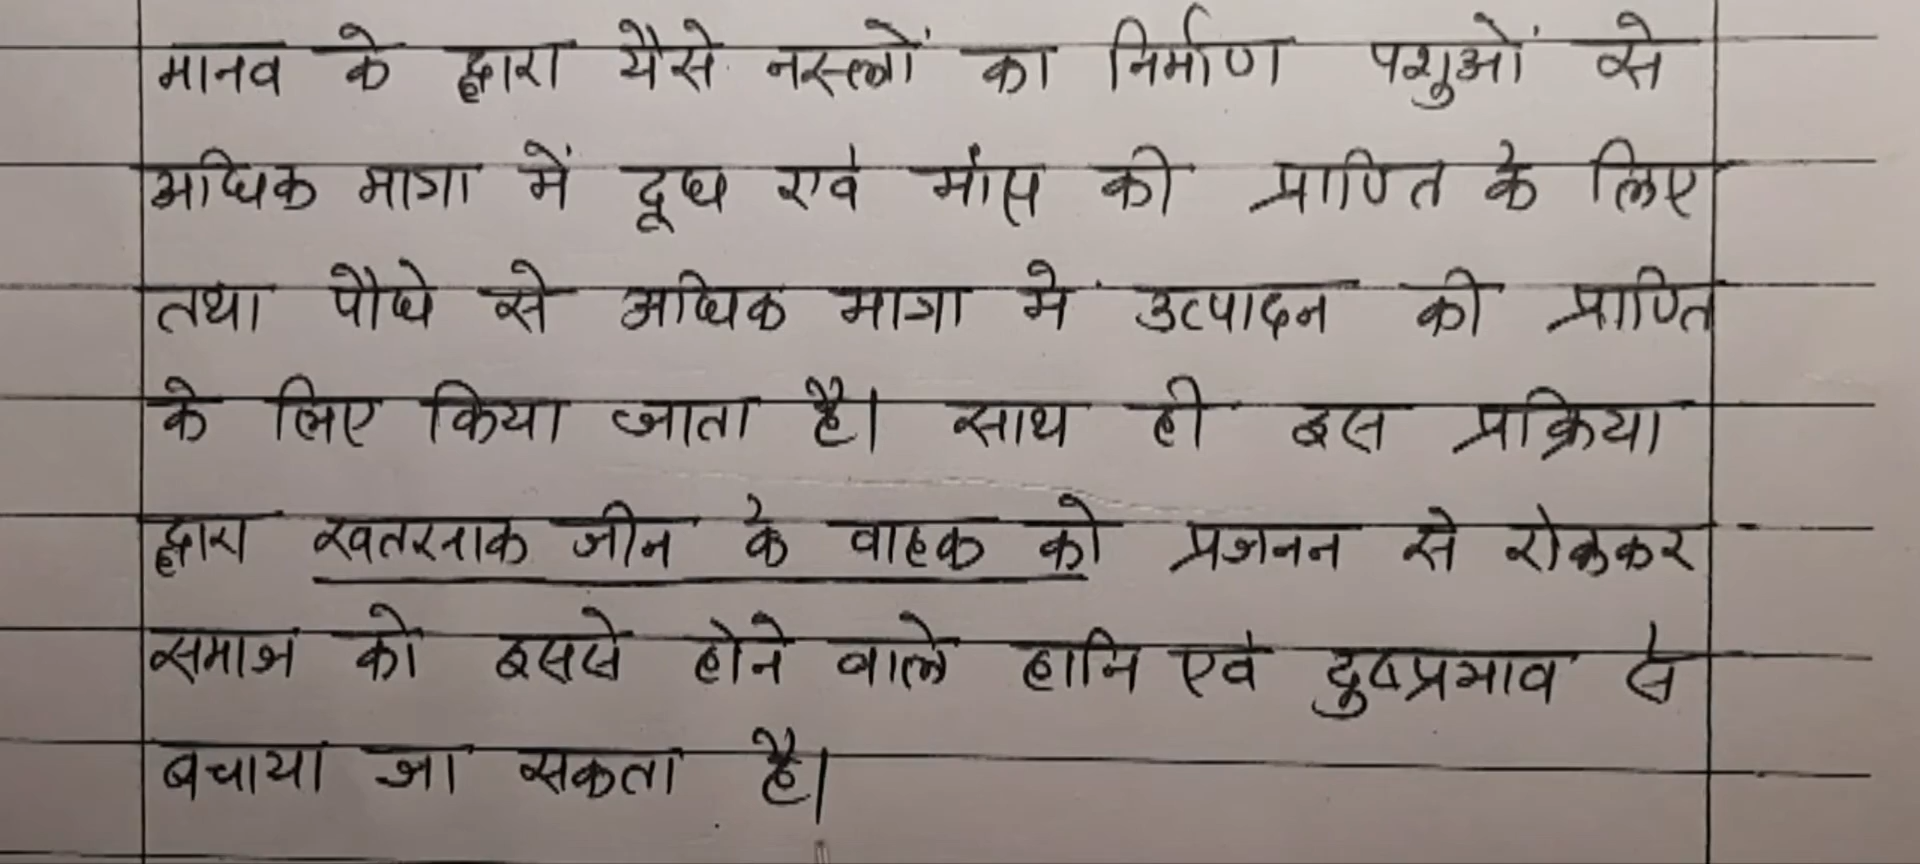 मानव के द्वारा यैसे नस्लों का निर्माण पशुओं से
अधिक मात्रा में दूध एवं मांस की प्राप्ति के लिए
तथा पौधे से अधिक मात्रा में उत्पादन की प्राप्ति
के लिए किया जाता है। साथ ही इस प्रक्रिया
द्वारा खतरनाक जीन के वाहक को प्रजनन से रोककर
समाज को इससे होने वाले हानि एवं दुष्प्रभाव से
बचाया जा सकता है।